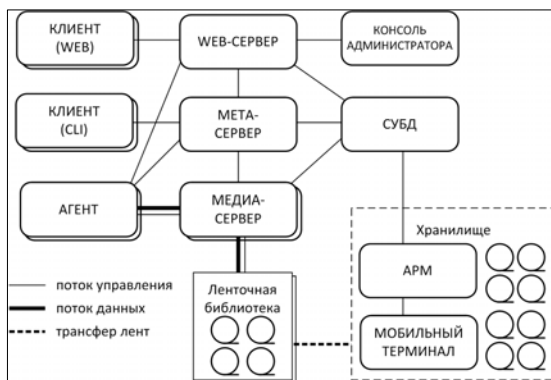 КЛИЕНТ
(WEB)
WEB-СЕРВЕР
КОНСОЛЬ
АДМИНИСТРАТОРА
КЛИЕНТ
(CLI)
МЕТА-
СЕРВЕР
СУБД
АГЕНТ
МЕДИА-
СЕРВЕР
Хранилище
АРМ
МОБИЛЬНЫЙ
ТЕРМИНАЛ
Ленточная
библиотека
поток управления
поток данных
трансфер лент